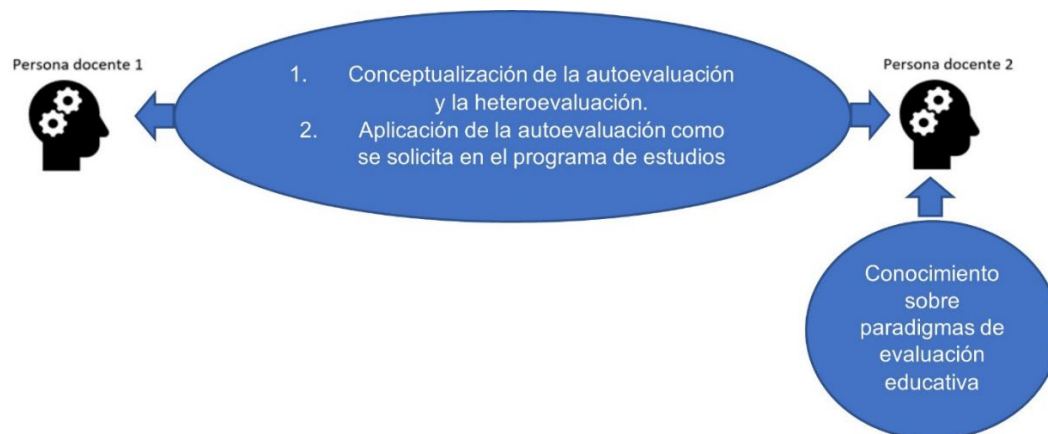 Persona docente 1
1. Conceptualización de la autoevaluación
y la heteroevaluación.
2. Aplicación de la autoevaluación como
se solicita en el programa de estudios
Persona docente 2
Conocimiento
sobre
paradigmas de
evaluación
educativa